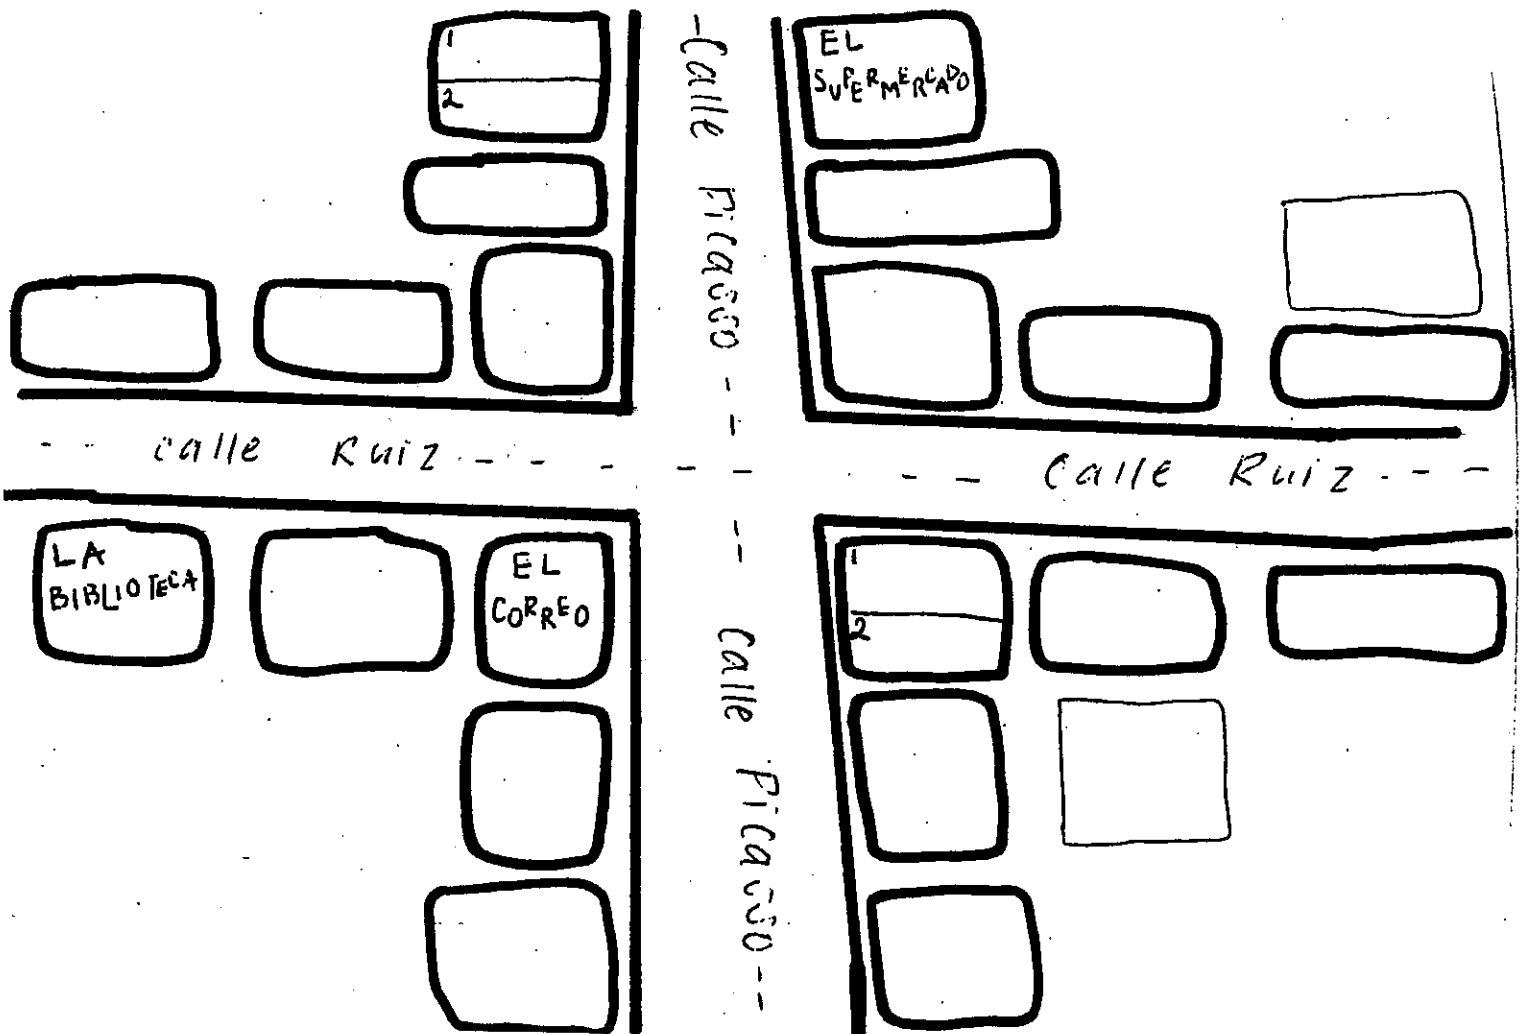 1
2
Calle Picasso
EL
SUPERMERCADO
calle Ruiz
Calle Ruiz
LA
BIBLIOTECA
EL
CORREO
1
2
Calle Picasso